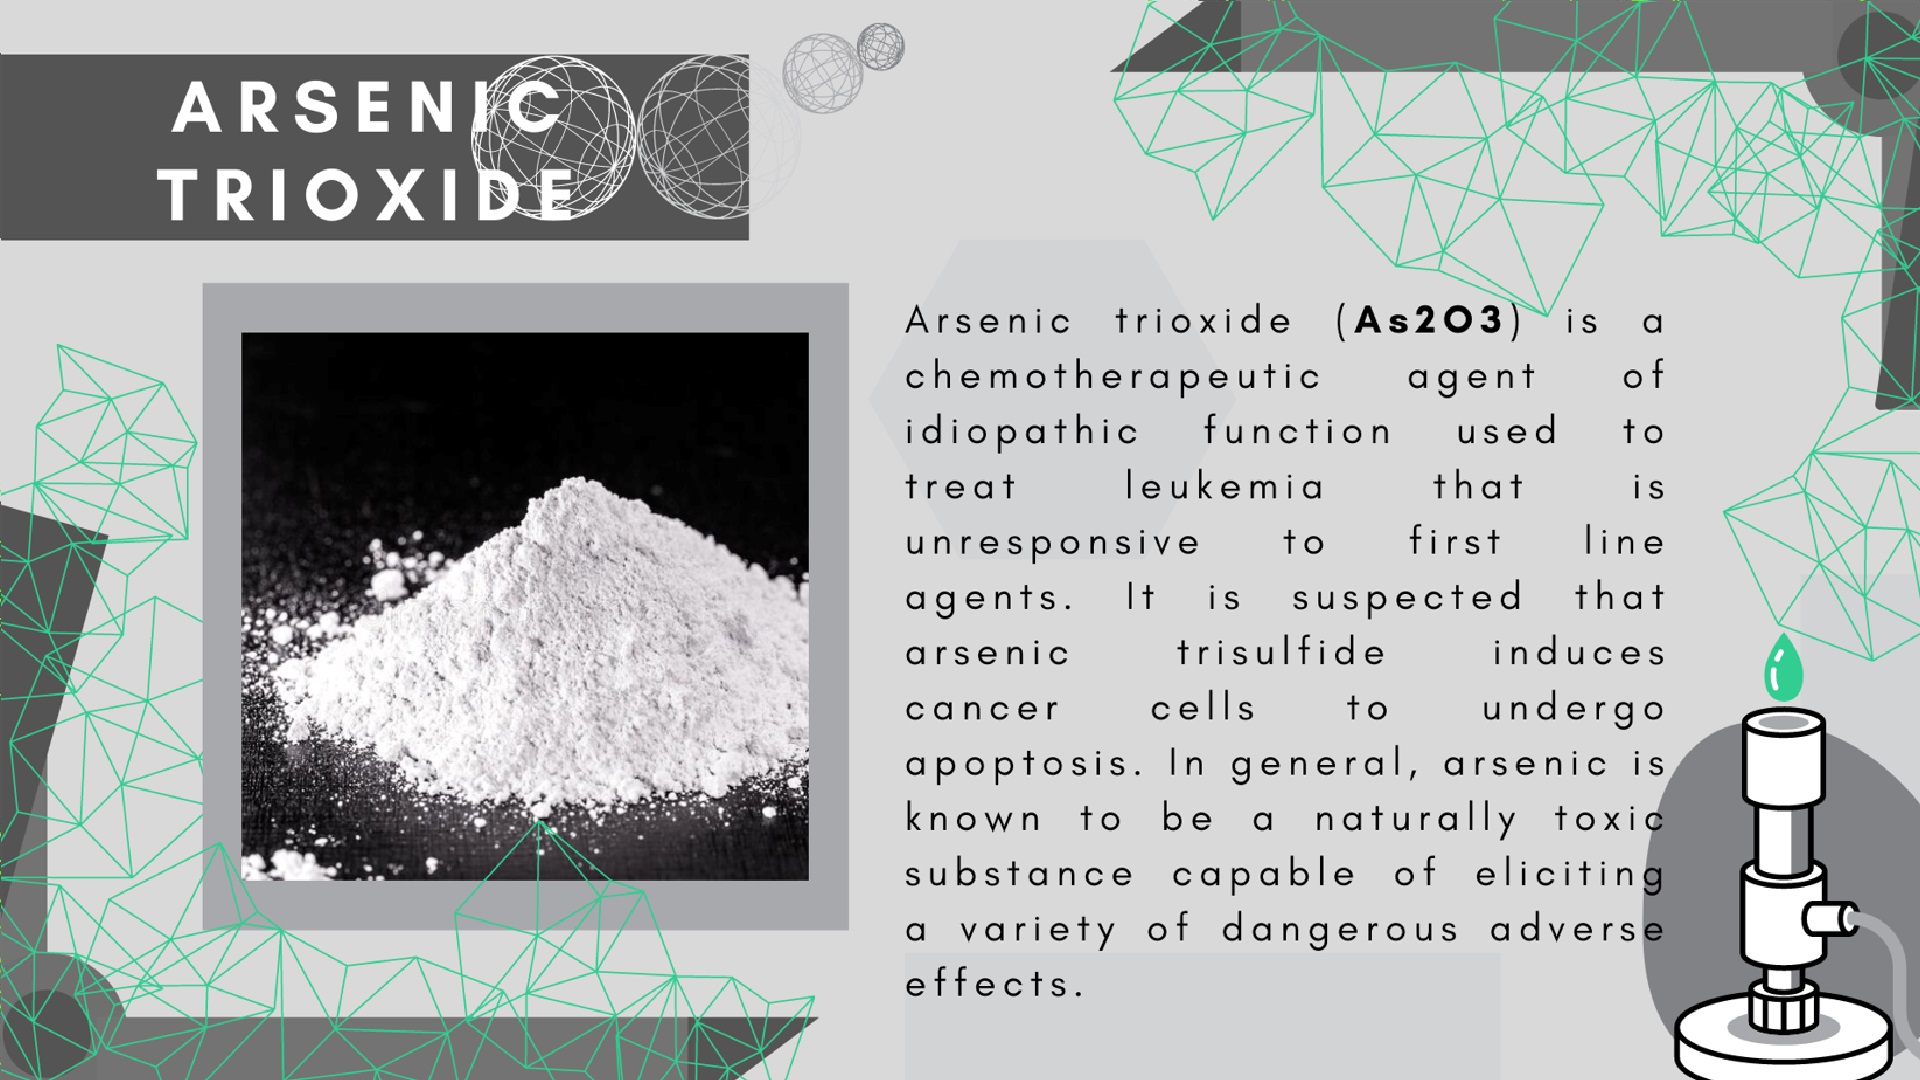 ARSENIC
TRIOXIDE
Arsenic trioxide (As2O3) is a
chemotherapeutic agent of
idiopathic function used to
treat leukemia that is
unresponsive to first line
agents. It is suspected that
arsenic trisulfide induces
cancer cells to undergo
apoptosis. In general, arsenic is
known to be a naturally toxic
substance capable of eliciting
a variety of dangerous adverse
effects.